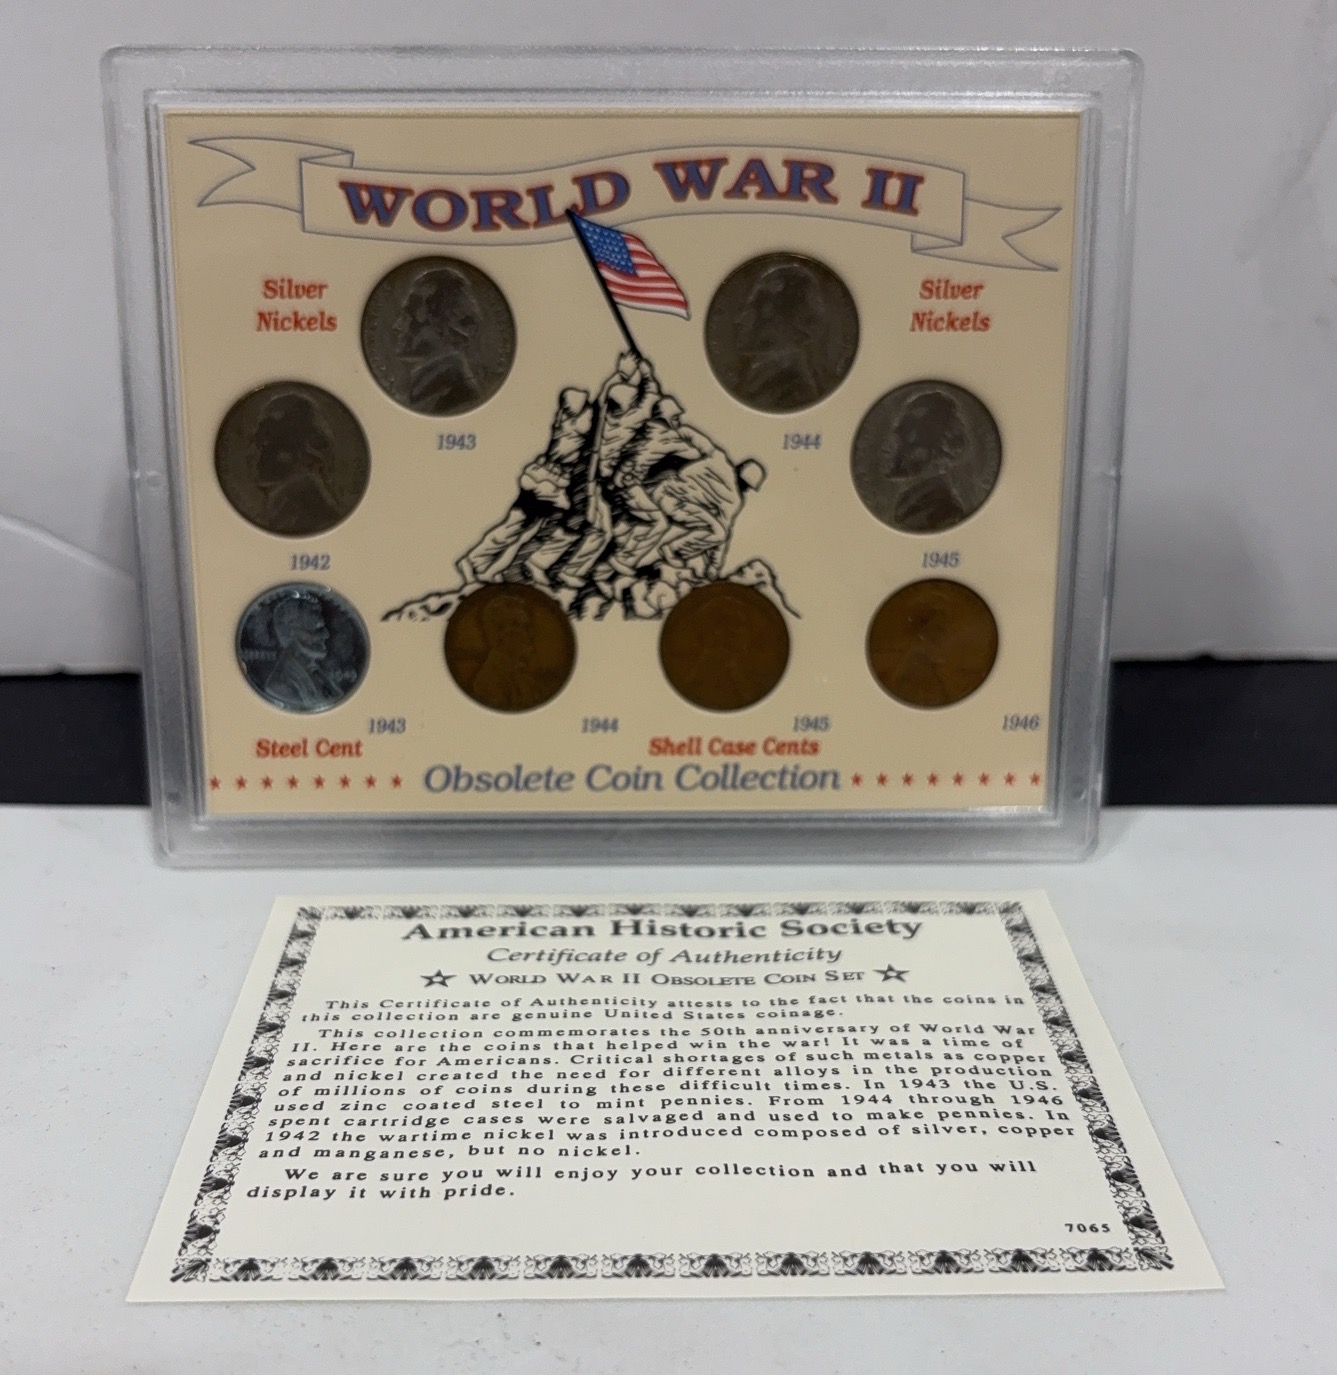 WORLD WAR II
Silver
Nickels
Silver
Nickels
1943
1944
1942
1945
1943
1944
1945
1946
Steel Cent
Shell Case Cents
Obsolete Coin Collection
American Historic Society
Certificate of Authenticity
World War II Obsolete Coin Set
This Certificate of Authenticity attests to the fact that the coins in
this collection are genuine United States coinage.
This collection commemorates the 50th anniversary of World War
II. Here are the coins that helped win the war! It was a time of
sacrifice for Americans. Critical shortages of such metals as copper
and nickel created the need for different alloys in the production
of millions of coins during these difficult times. In 1943 the U.S.
used zinc coated steel to mint pennies. From 1944 through 1946
spent cartridge cases were salvaged and used to make pennies. In
1942 the wartime nickel was introduced composed of silver, copper
and manganese, but no nickel.
We are sure you will enjoy your collection and that you will
display it with pride.
7065